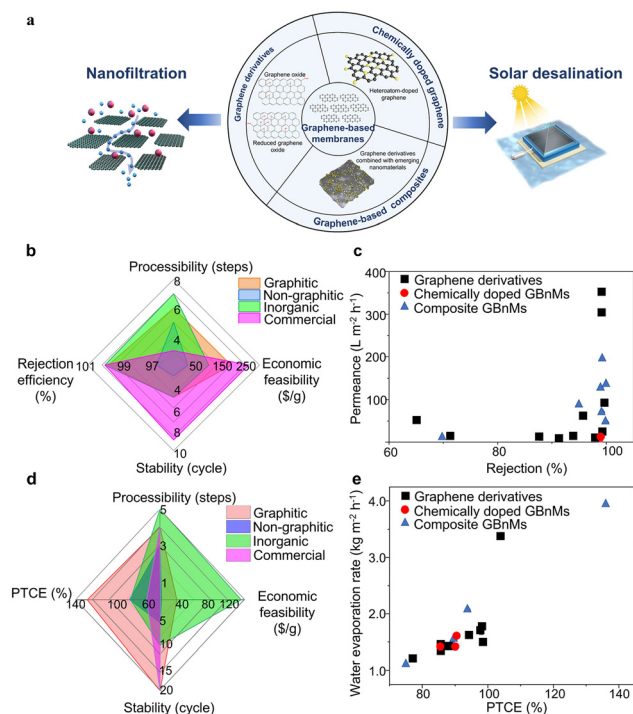 a
Nanofiltration
Graphene derivatives
Graphene oxide
Reduced graphene
oxide
Chemically doped graphene
Heteroatom-doped
graphene
Graphene-based
membranes
Graphene derivatives
combined with emerging
nanomaterials
Graphene-based composites
Solar desalination
b
Processibility (steps)
8
6
4
Graphitic
Non-graphitic
Inorganic
Commercial
Rejection
efficiency
(%)
101 99 97 50 150 250
Economic
feasibility
($/g)
4
6
8
10
Stability (cycle)
c
Permeance (L m⁻² h⁻¹)
400
300
200
100
Graphene derivatives
Chemically doped GBnMs
Composite GBnMs
60 80 100
Rejection (%)
d
Processibility (steps)
5
3
1
Graphitic
Non-graphitic
Inorganic
Commercial
PTCE (%)
140 100 60 40 80 120
Economic
feasibility
($/g)
5
10
15
20
Stability (cycle)
e
Water evaporation rate (kg m⁻² h⁻¹)
4.0
3.0
2.0
1.0
Graphene derivatives
Chemically doped GBnMs
Composite GBnMs
80 100 120 140
PTCE (%)